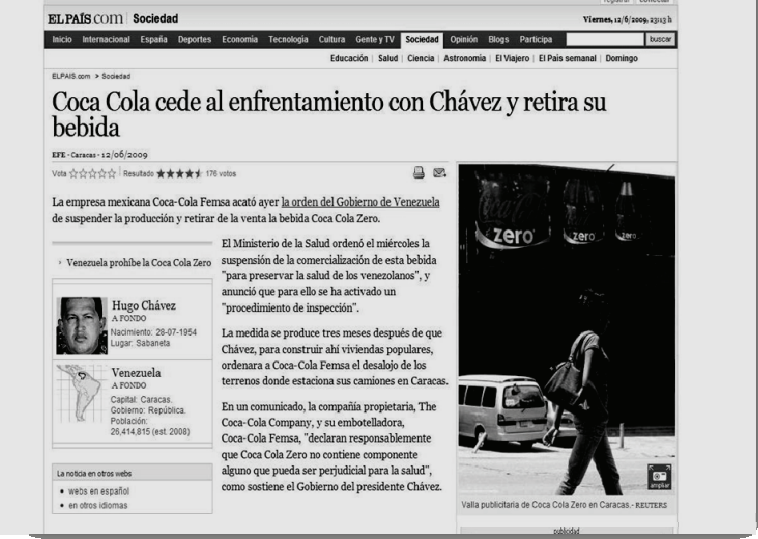 registrar conectar
EL PAÍS.com Sociedad
Viernes, 12/6/2009, 23:13 h
Inicio Internacional España Deportes Economía Tecnología Cultura Gente y TV Sociedad Opinión Blogs Participa buscar
Educación | Salud | Ciencia | Astronomia | El Viajero | El Pais semanal | Domingo
ELPAIS.com > Sociedad
Coca Cola cede al enfrentamiento con Chávez y retira su
bebida
EFE - Caracas - 12/06/2009
Vota Resultado 176 votos
La empresa mexicana Coca-Cola Femsa acató ayer la orden del Gobierno de Venezuela
de suspender la producción y retirar de la venta la bebida Coca Cola Zero.
Venezuela prohíbe la Coca Cola Zero
Hugo Chávez
A FONDO
Nacimiento: 28-07-1954
Lugar: Sabaneta
Venezuela
A FONDO
Capital: Caracas.
Gobierno: República.
Población:
26,414,815 (est. 2008)
La noticia en otros webs
• webs en español
• en otros idiomas
El Ministerio de la Salud ordenó el miércoles la
suspensión de la comercialización de esta bebida
"para preservar la salud de los venezolanos", y
anunció que para ello se ha activado un
"procedimiento de inspección".
La medida se produce tres meses después de que
Chávez, para construir ahí viviendas populares,
ordenara a Coca-Cola Femsa el desalojo de los
terrenos donde estaciona sus camiones en Caracas.
En un comunicado, la compañía propietaria, The
Coca-Cola Company, y su embotelladora,
Coca-Cola Femsa, "declaran responsablemente
que Coca Cola Zero no contiene componente
alguno que pueda ser perjudicial para la salud",
como sostiene el Gobierno del presidente Chávez.
zero zero zero
ampliar
Valla publicitaria de Coca Cola Zero en Caracas.- REUTERS
publicidad